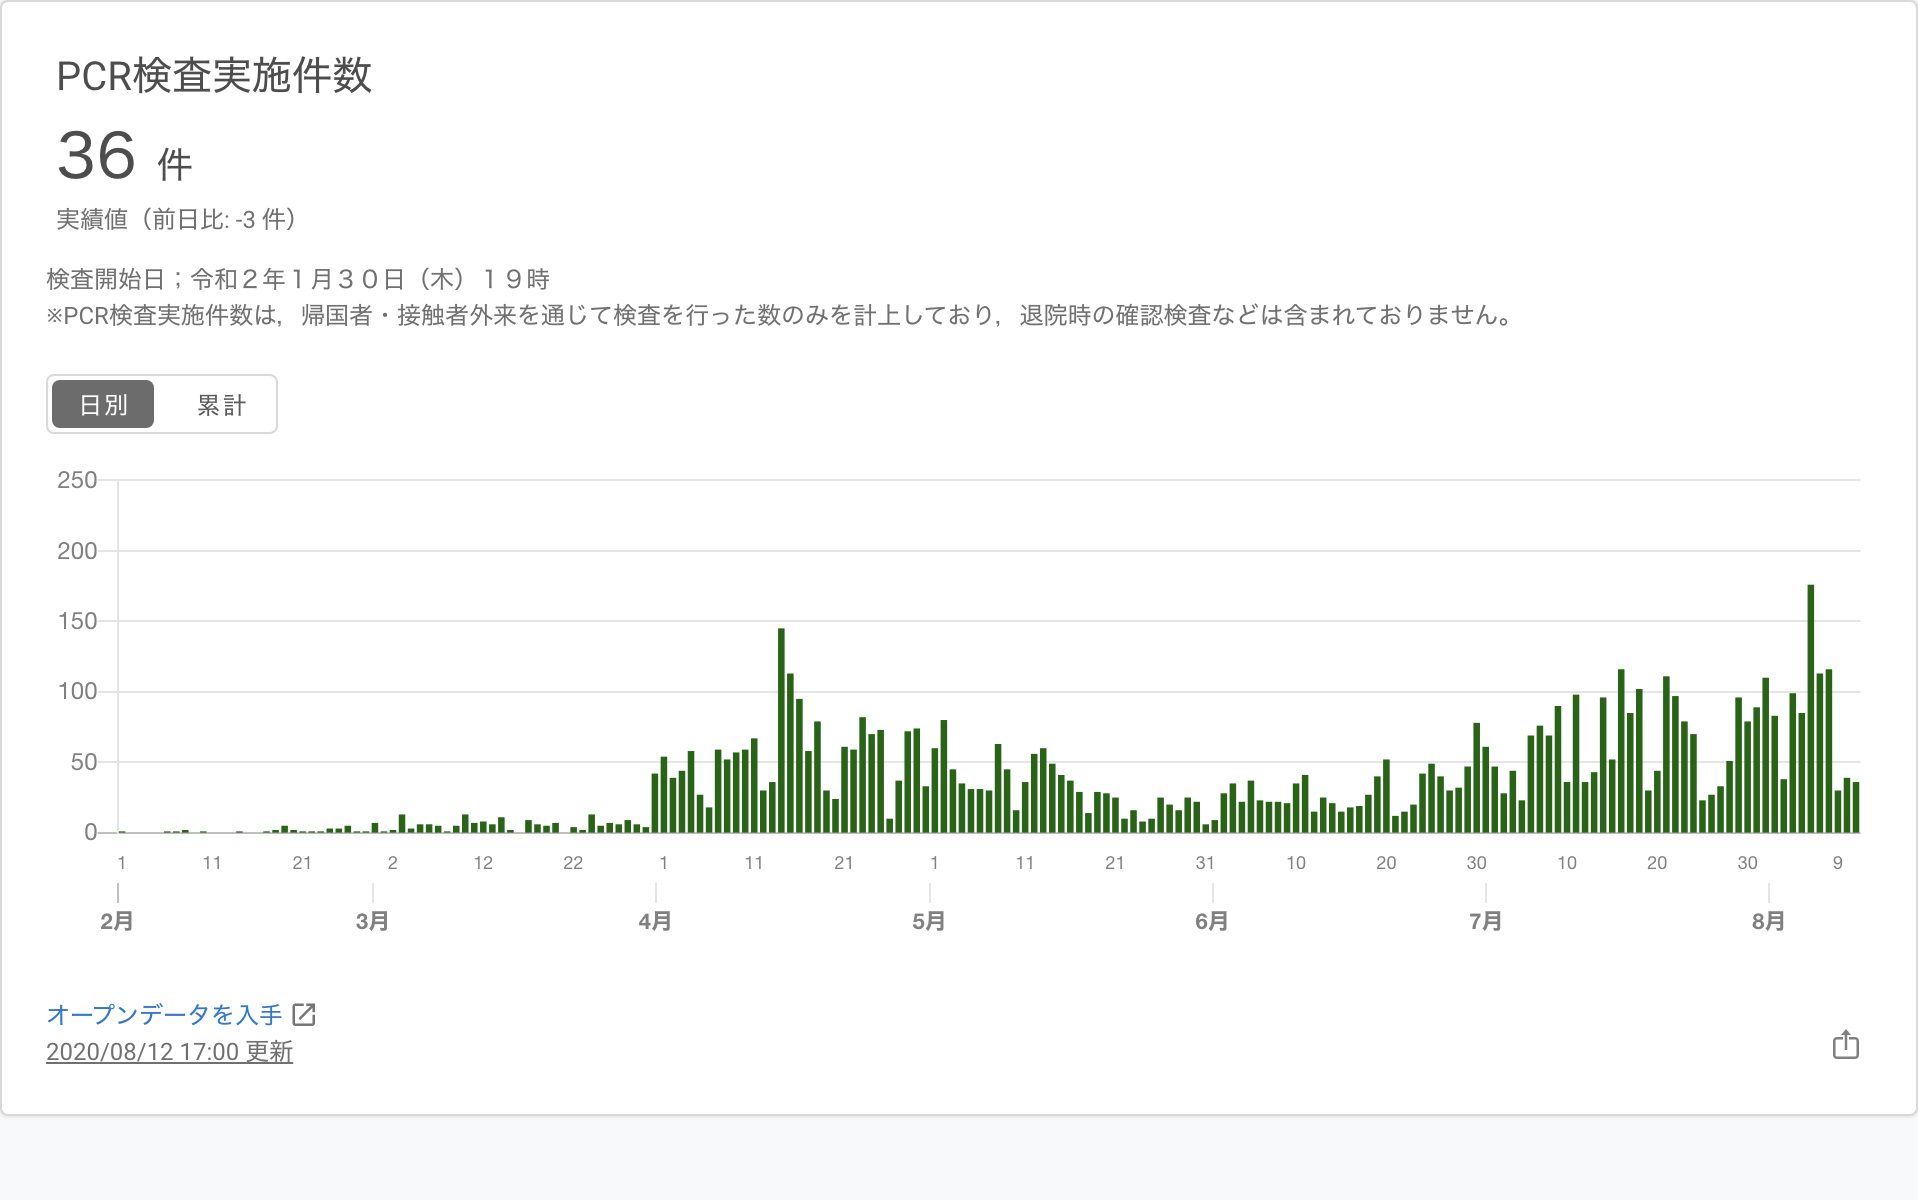 PCR検査実施件数
36 件
実績値（前日比: -3 件）
検査開始日；令和２年１月３０日（木）１９時
※PCR検査実施件数は，帰国者・接触者外来を通じて検査を行った数のみを計上しており，退院時の確認検査などは含まれておりません。
日別 累計
250
200
150
100
50
0
1 11 21 2 12 22 1 11 21 1 11 21 31 10 20 30 10 20 30 9
2月 3月 4月 5月 6月 7月 8月
オープンデータを入手
2020/08/12 17:00 更新